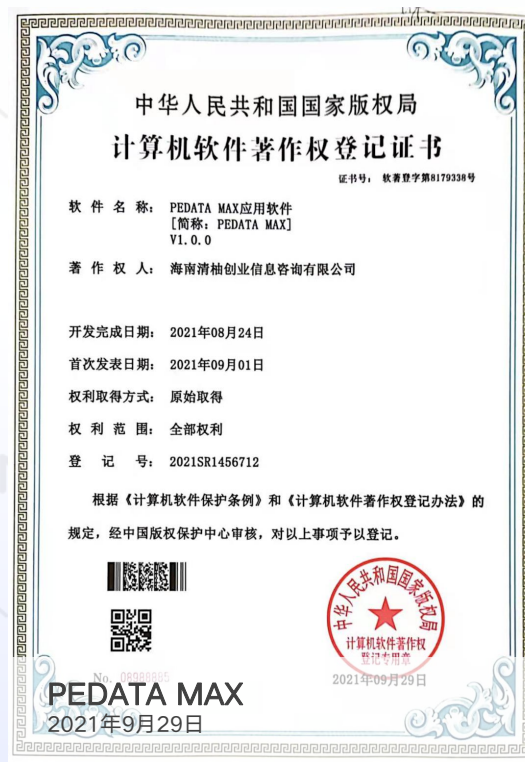 中华人民共和国国家版权局
计算机软件著作权登记证书
证书号： 软著登字第8179338号
软件名称： PEDATA MAX应用软件
[简称：PEDATA MAX]
V1.0.0
著作权人： 海南清柚创业信息咨询有限公司
开发完成日期： 2021年08月24日
首次发表日期： 2021年09月01日
权利取得方式： 原始取得
权利范围： 全部权利
登记号： 2021SR1456712
根据《计算机软件保护条例》和《计算机软件著作权登记办法》的
规定，经中国版权保护中心审核，对以上事项予以登记。
中华人民共和国国家版权局
计算机软件著作权
登记专用章
No.
2021年09月29日
PEDATA MAX
2021年9月29日